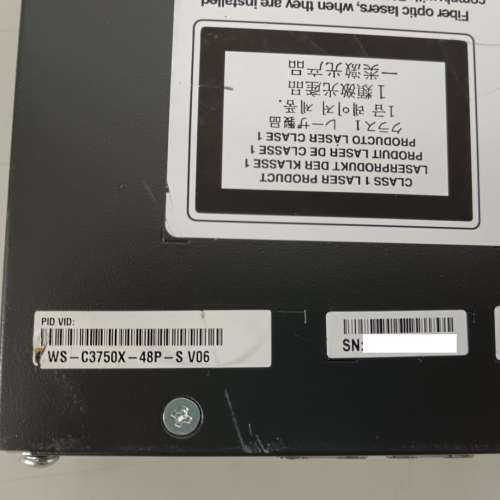 CLASS 1 LASER PRODUCT
LASERPRODUKT DER KLASSE 1
PRODUIT LASER DE CLASSE 1
PRODUCTO LÁSER CLASE 1
クラス1 レーザ製品
1급 레이저 제품.
1類激光產品
一类激光产品
Fiber optic lasers, when they are installed
PID VID:
WS-C3750X-48P-S V06
SN: